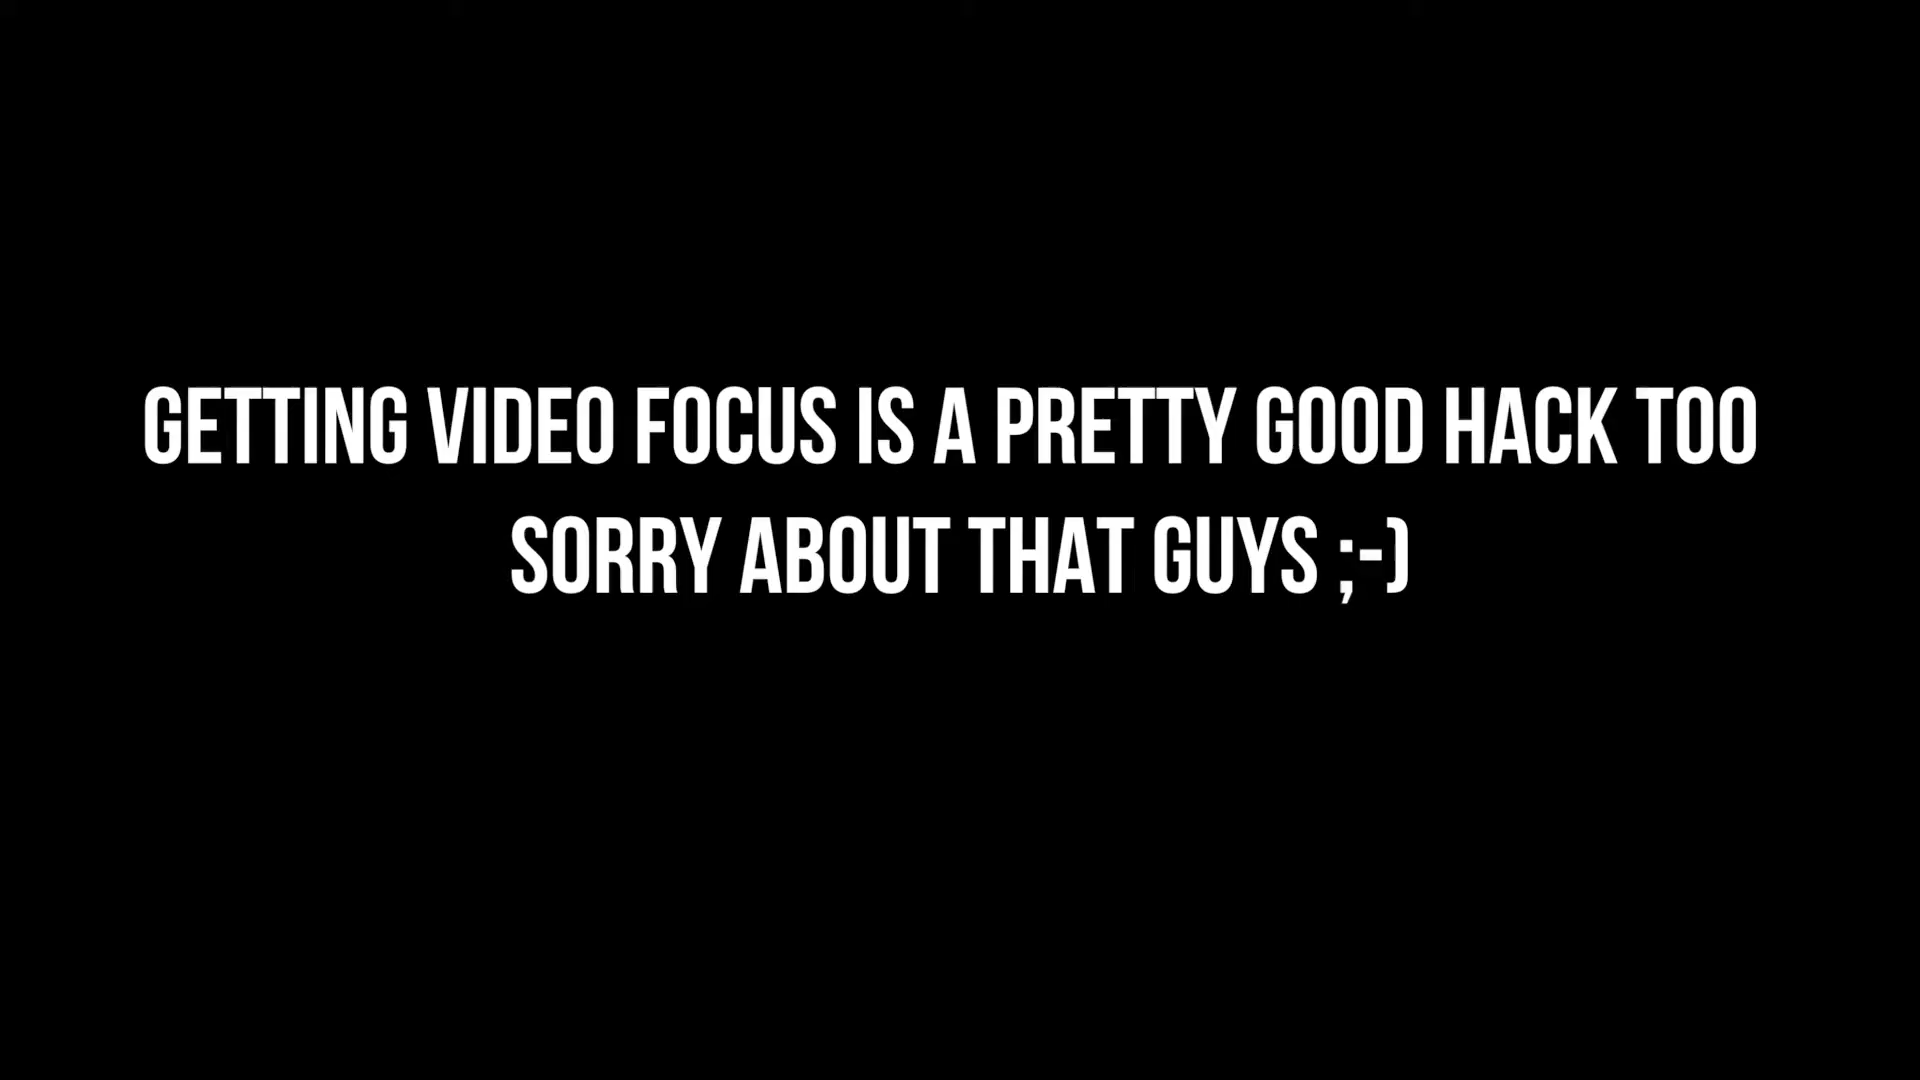 GETTING VIDEO FOCUS IS A PRETTY GOOD HACK TOO
SORRY ABOUT THAT GUYS ;-)